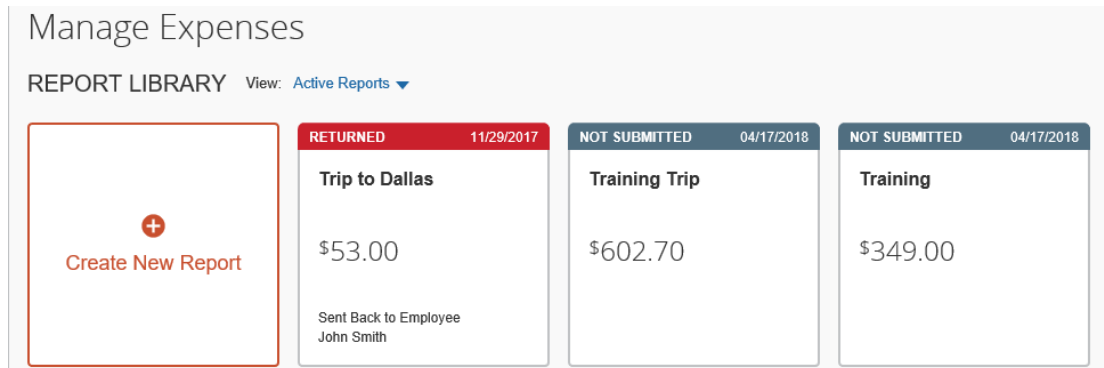 Manage Expenses
REPORT LIBRARY View: Active Reports
Create New Report
RETURNED 11/29/2017
Trip to Dallas
$53.00
Sent Back to Employee
John Smith
NOT SUBMITTED 04/17/2018
Training Trip
$602.70
NOT SUBMITTED 04/17/2018
Training
$349.00